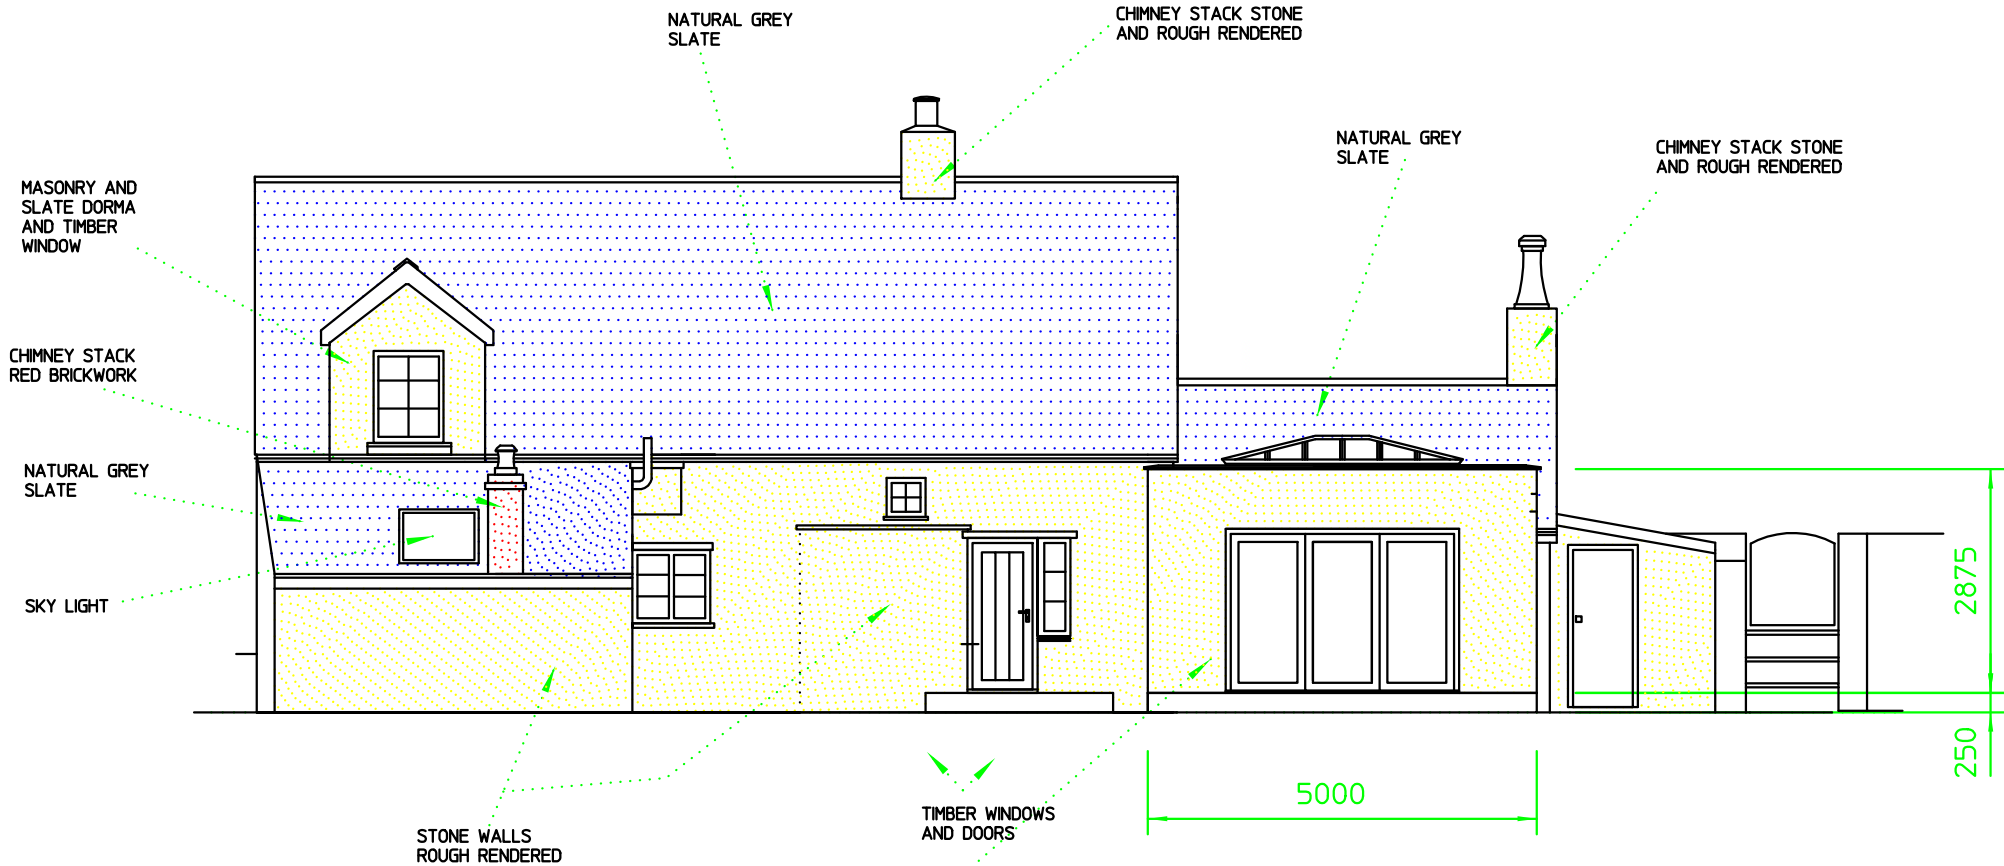 NATURAL GREY
SLATE
CHIMNEY STACK STONE
AND ROUGH RENDERED
NATURAL GREY
SLATE
CHIMNEY STACK STONE
AND ROUGH RENDERED
MASONRY AND
SLATE DORMA
AND TIMBER
WINDOW
CHIMNEY STACK
RED BRICKWORK
NATURAL GREY
SLATE
SKY LIGHT
2875
250
5000
TIMBER WINDOWS
AND DOORS
STONE WALLS
ROUGH RENDERED